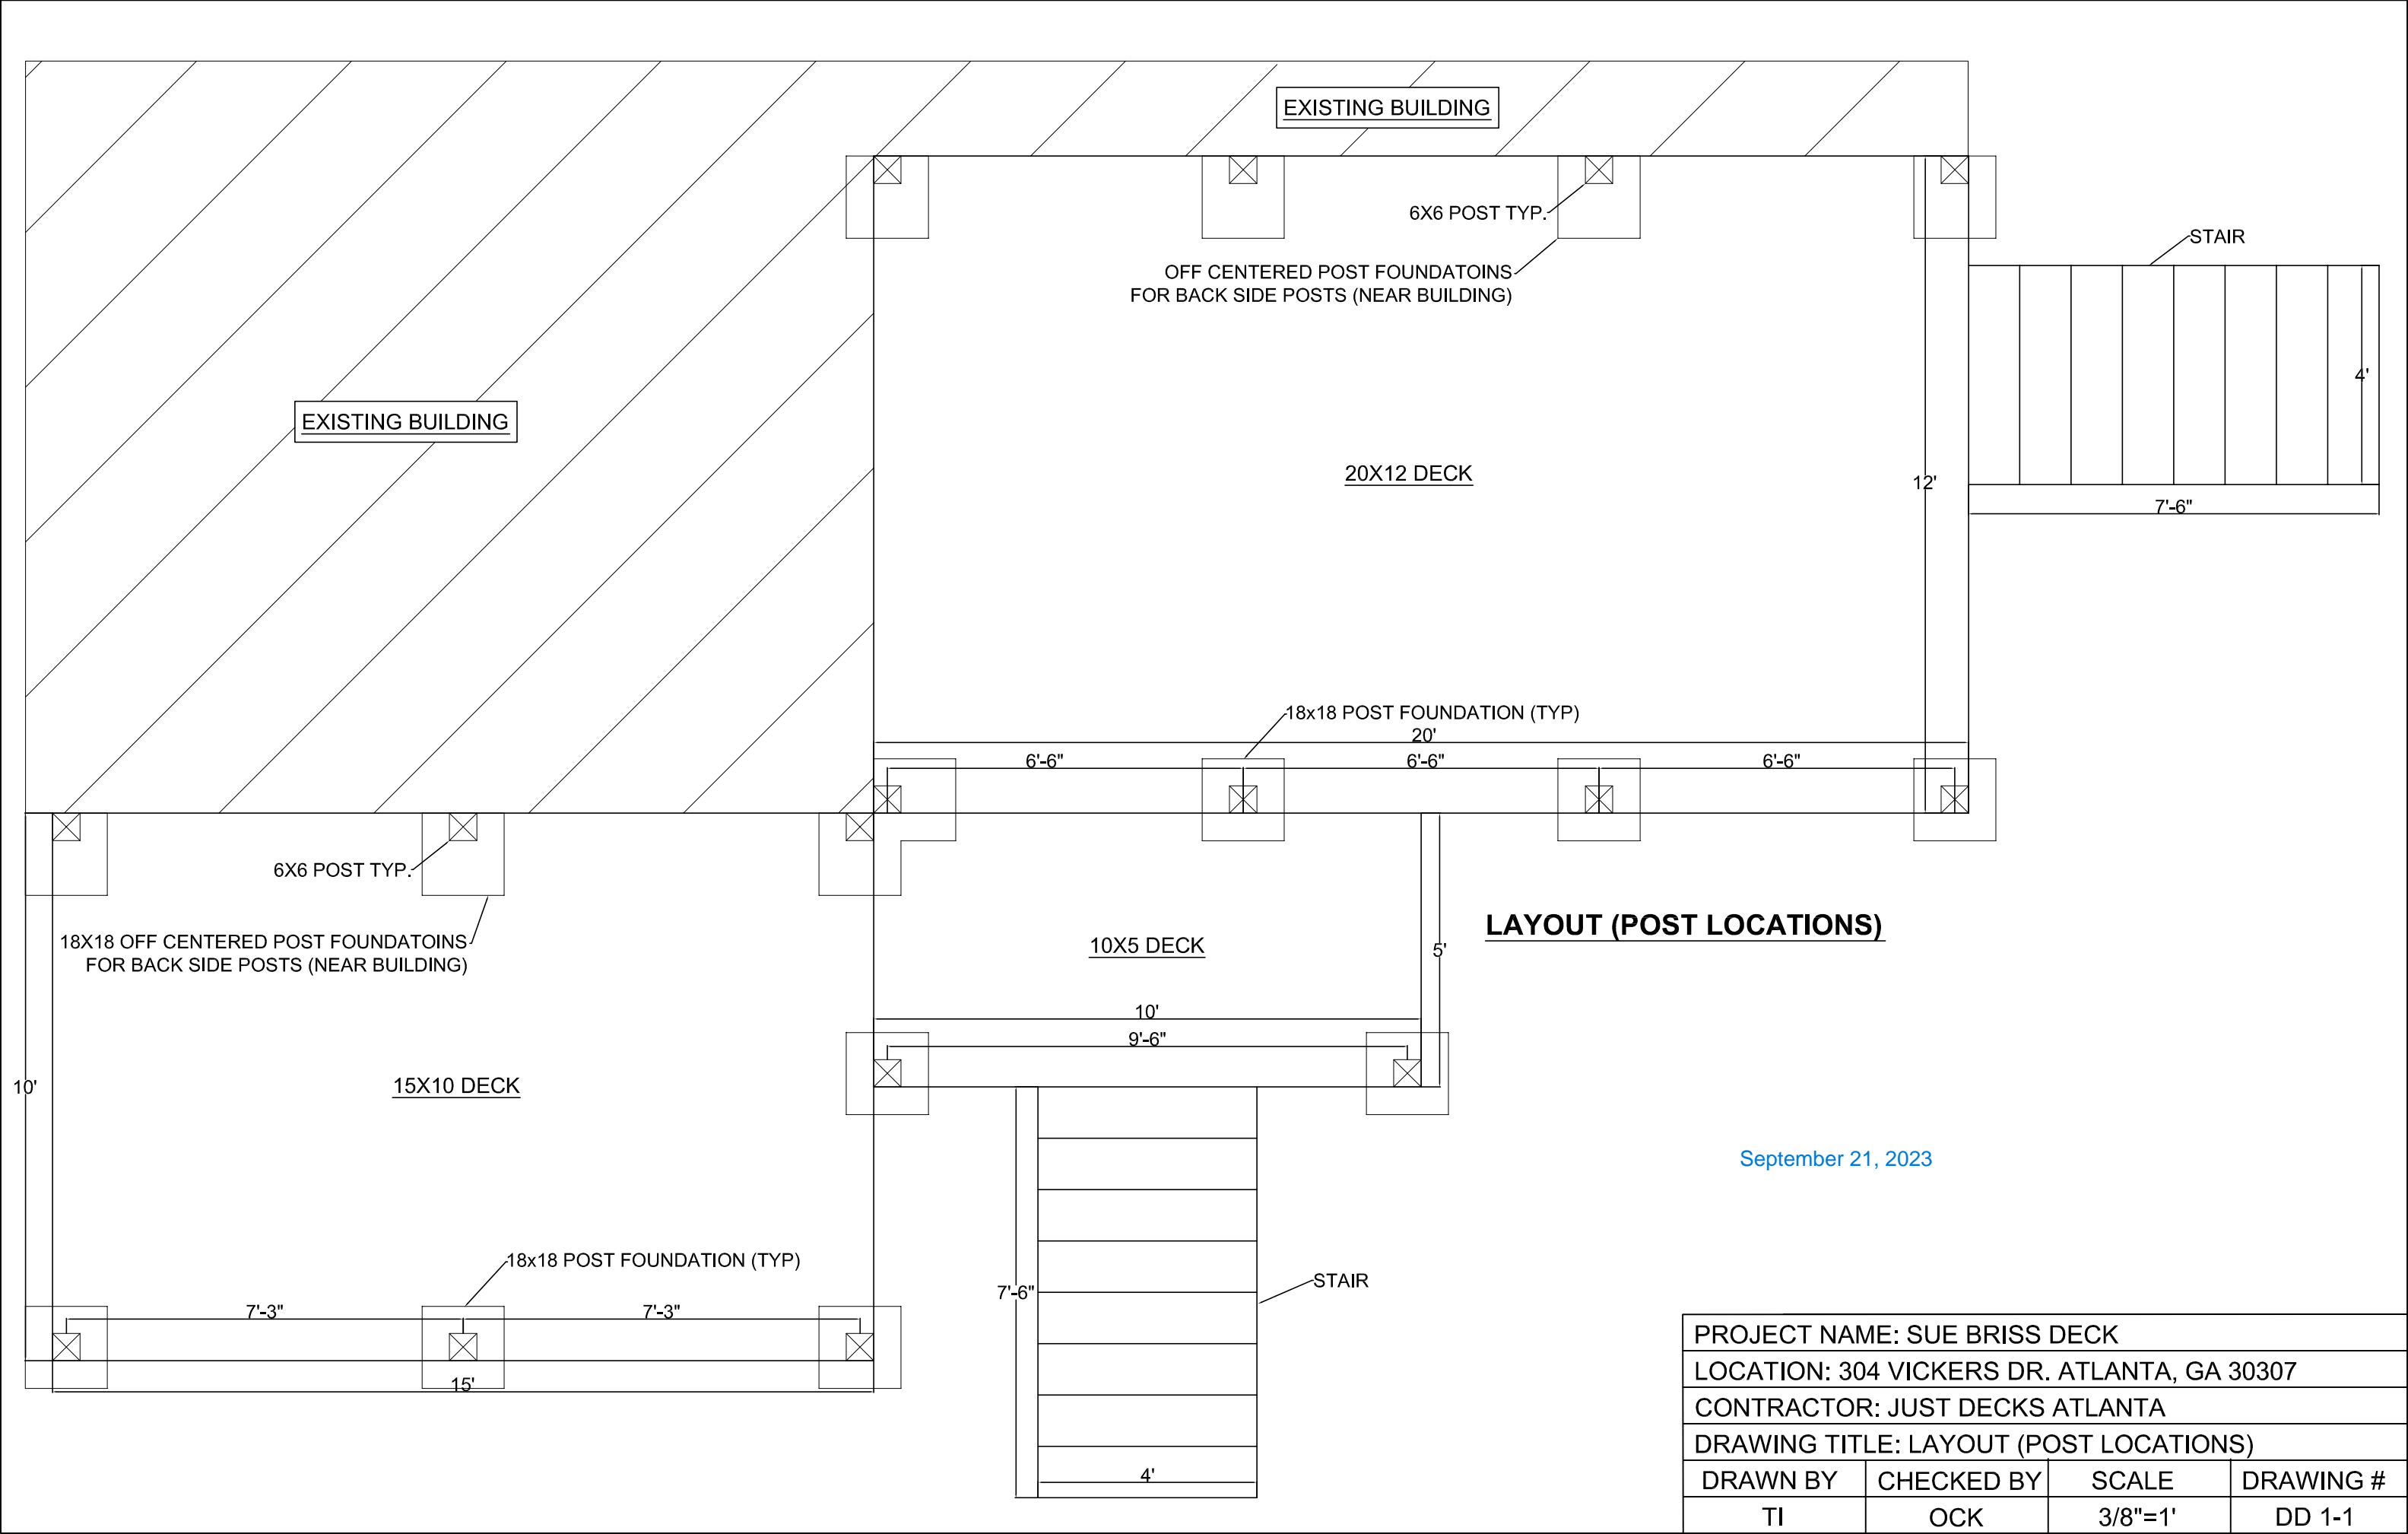 EXISTING BUILDING
6X6 POST TYP.
STAIR
OFF CENTERED POST FOUNDATOINS
FOR BACK SIDE POSTS (NEAR BUILDING)
4'
EXISTING BUILDING
20X12 DECK
12'
7'-6"
18x18 POST FOUNDATION (TYP)
20'
6'-6" 6'-6" 6'-6"
6X6 POST TYP.
18X18 OFF CENTERED POST FOUNDATOINS
FOR BACK SIDE POSTS (NEAR BUILDING)
10X5 DECK
5'
LAYOUT (POST LOCATIONS)
10'
9'-6"
10'
15X10 DECK
September 21, 2023
18x18 POST FOUNDATION (TYP)
7'-3" 7'-3"
15'
7'-6"
STAIR
4'
PROJECT NAME: SUE BRISS DECK
LOCATION: 304 VICKERS DR. ATLANTA, GA 30307
CONTRACTOR: JUST DECKS ATLANTA
DRAWING TITLE: LAYOUT (POST LOCATIONS)
DRAWN BY CHECKED BY SCALE DRAWING #
TI OCK 3/8"=1' DD 1-1